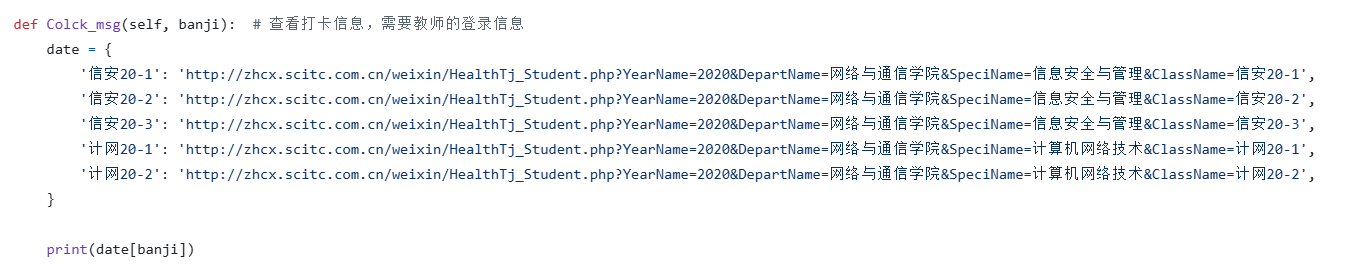 def Colck_msg(self, banji):  # 查看打卡信息，需要教师的登录信息
    date = {
        '信安20-1': 'http://zhcx.scitc.com.cn/weixin/HealthTj_Student.php?YearName=2020&DepartName=网络与通信学院&SpeciName=信息安全与管理&ClassName=信安20-1',
        '信安20-2': 'http://zhcx.scitc.com.cn/weixin/HealthTj_Student.php?YearName=2020&DepartName=网络与通信学院&SpeciName=信息安全与管理&ClassName=信安20-2',
        '信安20-3': 'http://zhcx.scitc.com.cn/weixin/HealthTj_Student.php?YearName=2020&DepartName=网络与通信学院&SpeciName=信息安全与管理&ClassName=信安20-3',
        '计网20-1': 'http://zhcx.scitc.com.cn/weixin/HealthTj_Student.php?YearName=2020&DepartName=网络与通信学院&SpeciName=计算机网络技术&ClassName=计网20-1',
        '计网20-2': 'http://zhcx.scitc.com.cn/weixin/HealthTj_Student.php?YearName=2020&DepartName=网络与通信学院&SpeciName=计算机网络技术&ClassName=计网20-2',
    }
    print(date[banji])